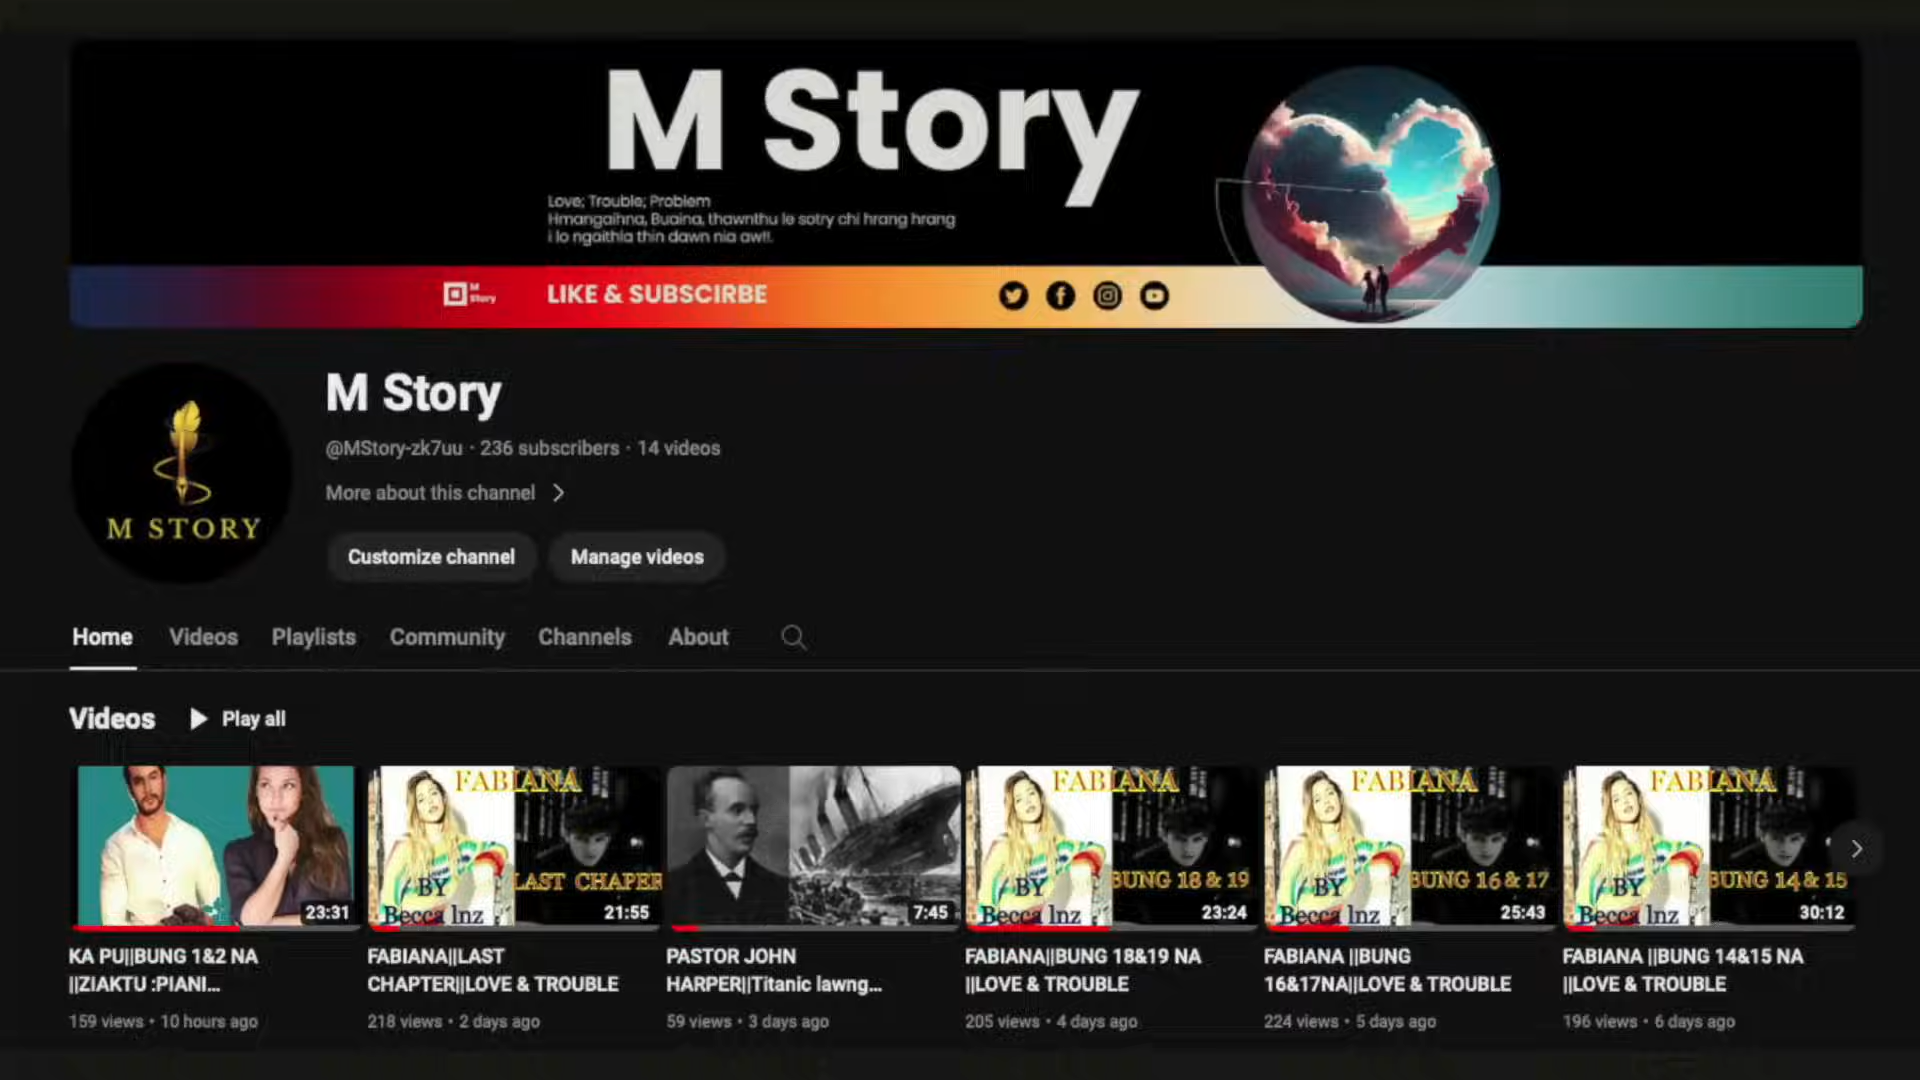 M Story
Love; Trouble; Problem
Hmangaihna, Buaina, thawnthu le sotry chi hrang hrang
i lo ngaithla thin dawn nia aw!!.
M
Story
LIKE & SUBSCIRBE
M STORY
M Story
@MStory-zk7uu · 236 subscribers · 14 videos
More about this channel
Customize channel
Manage videos
Home Videos Playlists Community Channels About
Videos
Play all
23:31
KA PU||BUNG 1&2 NA
||ZIAKTU :PIANI...
159 views • 10 hours ago
FABIANA
BY
Becca lnz
LAST CHAPER
21:55
FABIANA||LAST
CHAPTER||LOVE & TROUBLE
218 views • 2 days ago
7:45
PASTOR JOHN
HARPER||Titanic lawng...
59 views • 3 days ago
FABIANA
BY
Becca lnz
BUNG 18 & 19
23:24
FABIANA||BUNG 18&19 NA
||LOVE & TROUBLE
205 views • 4 days ago
FABIANA
BY
Becca lnz
BUNG 16 & 17
25:43
FABIANA ||BUNG
16&17NA||LOVE & TROUBLE
224 views • 5 days ago
FABIANA
BY
Becca lnz
BUNG 14 & 15
30:12
FABIANA ||BUNG 14&15 NA
||LOVE & TROUBLE
196 views • 6 days ago